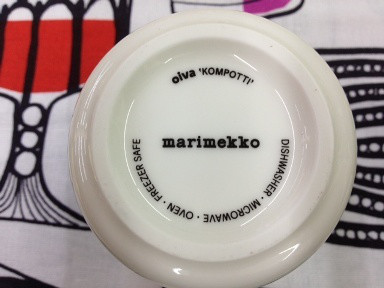 oiva 'KOMPOTTI'
marimekko
DISHWASHER · MICROWAVE · OVEN · FREEZER SAFE